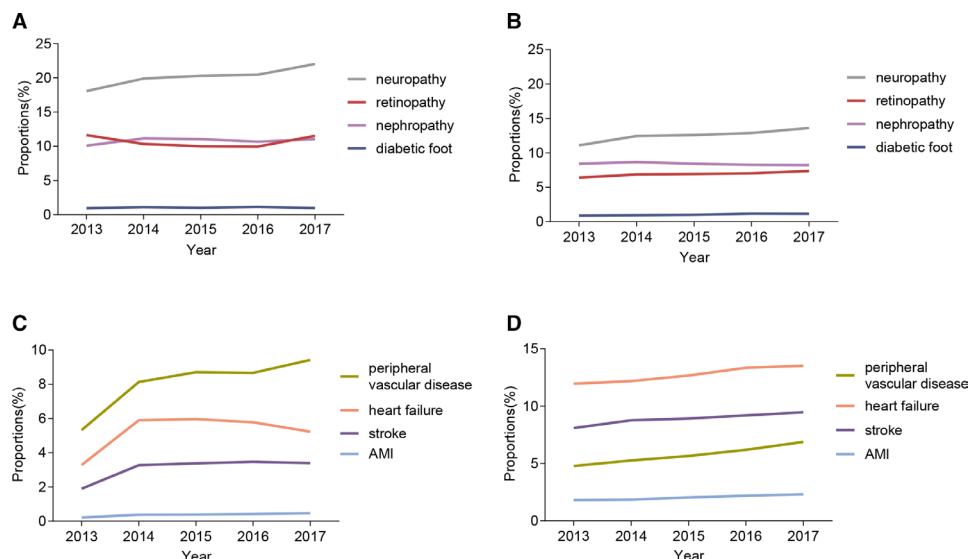 A
25
20
15
10
5
0
Proportions(%)
2013 2014 2015 2016 2017
Year
neuropathy
retinopathy
nephropathy
diabetic foot
B
25
20
15
10
5
0
Proportions(%)
2013 2014 2015 2016 2017
Year
neuropathy
retinopathy
nephropathy
diabetic foot
C
10
8
6
4
2
0
Proportions(%)
2013 2014 2015 2016 2017
Year
peripheral
vascular disease
heart failure
stroke
AMI
D
15
10
5
0
Proportions(%)
2013 2014 2015 2016 2017
Year
peripheral
vascular disease
heart failure
stroke
AMI